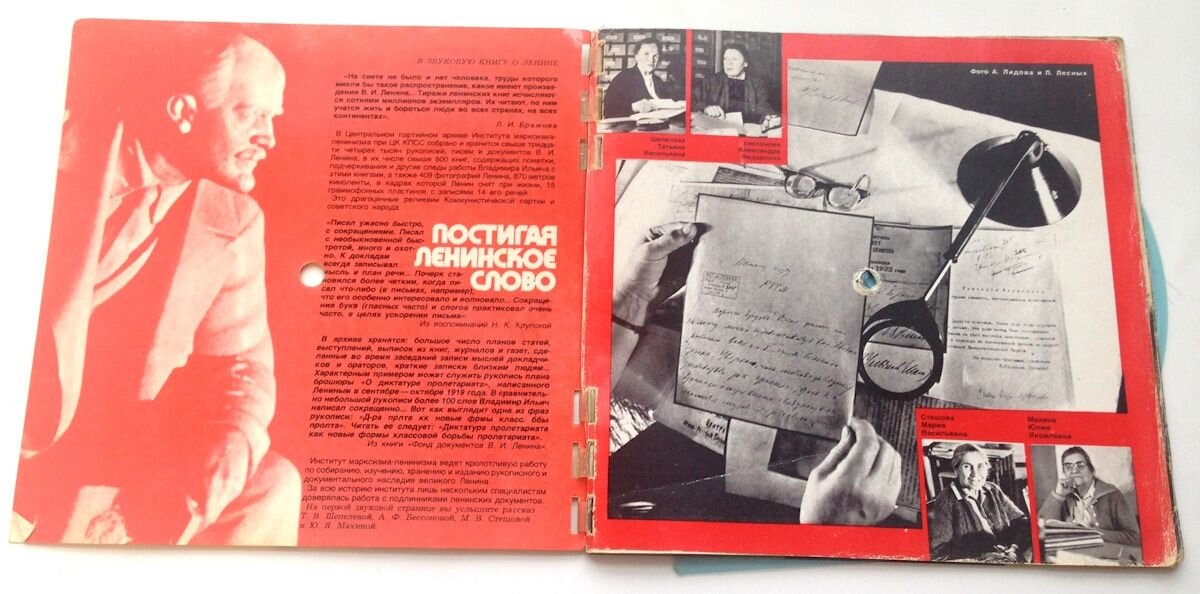 В ЗВУКОВУЮ КНИГУ О ЛЕНИНЕ
«На свете не было и нет человека, труды которого
имели бы такое распространение, какое имеют произве-
дения В. И. Ленина... Тиражи ленинских книг исчисляют-
ся сотнями миллионов экземпляров. Их читают, по ним
учатся жить и бороться люди во всех странах, на всех
континентах».
Л. И. Брежнев
В Центральном партийном архиве Института марксизма-
ленинизма при ЦК КПСС собрано и хранится свыше тридца-
ти четырех тысяч рукописей, писем и документов В. И.
Ленина, в их числе свыше 800 книг, содержащих пометки,
подчеркивания и другие следы работы Владимира Ильича с
этими книгами, а также 409 фотографий Ленина, 870 метров
киноленты, в кадрах которой Ленин снят при жизни, 15
граммофонных пластинок с записями 14 его речей.
Это драгоценные реликвии Коммунистической партии и
советского народа.
«Писал ужасно быстро,
с сокращениями. Писал
с необыкновенной быс-
тротой, много и охот-
но. К докладам
всегда записывал
мысль и план речи... Почерк ста-
новился более четким, когда пи-
сал что-либо (в письмах, например),
что его особенно интересовало и волновало... Сокраще-
ния букв (гласных часто) и слогов практиковал очень
часто, в целях ускорения письма».
Из воспоминаний Н. К. Крупской
ПОСТИГАЯ
ЛЕНИНСКОЕ
СЛОВО
В архиве хранится: большое число планов статей,
выступлений, выписок из книг, журналов и газет, сде-
ланные во время заседаний записи мыслей докладчи-
ков и ораторов, краткие записки близким людям...
Характерным примером может служить рукопись плана
брошюры «О диктатуре пролетариата», написанного
Лениным в сентябре—октябре 1919 года. В сравнитель-
но небольшой рукописи более 100 слов Владимир Ильич
написал сокращенно... Вот как выглядит одна из фраз
рукописи: «Д-ра прлта кк новые фрмы класс. ббы
пролта». Читать ее следует: «Диктатура пролетариата
как новые формы классовой борьбы пролетариата».
Из книги «Фонд документов В. И. Ленина».
Институт марксизма-ленинизма ведет кропотливую работу
по собиранию, изучению, хранению и изданию рукописного и
документального наследия великого Ленина.
За всю историю института лишь нескольким специалистам
доверялась работа с подлинниками ленинских документов.
На первой звуковой странице вы услышите рассказ
Т. В. Шепелевой, А. Ф. Бессоновой, М. В. Стешовой
и Ю. Я. Махиной.
Фото А. Лидова и Л. Лесных
Шепелева
Татьяна
Васильевна
Бессонова
Александра
Федоровна
1922
Стешова
Мария
Васильевна
Махина
Юлия
Яковлевна